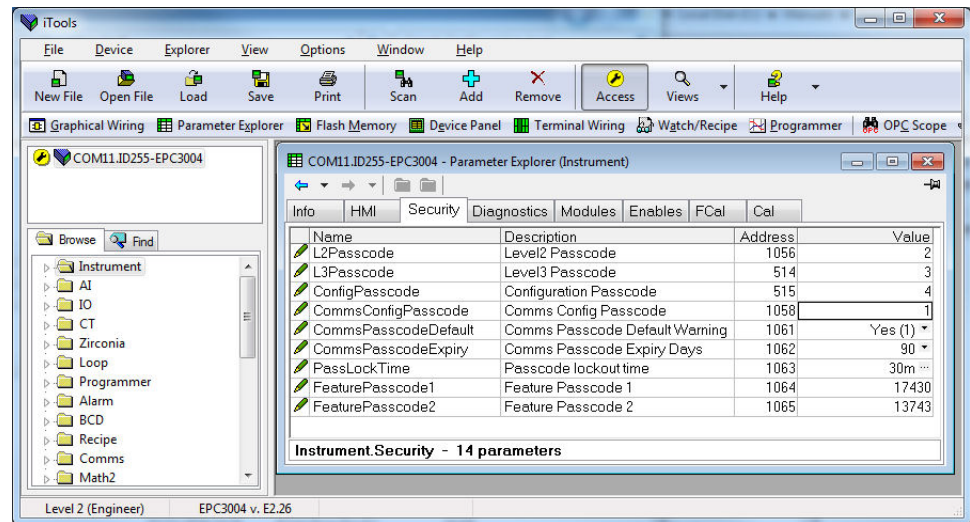 iTools
File Device Explorer View Options Window Help
New File Open File Load Save Print Scan Add Remove Access Views Help
Graphical Wiring Parameter Explorer Flash Memory Device Panel Terminal Wiring Watch/Recipe Programmer OPC Scope
COM11.ID255-EPC3004
Browse Find
Instrument
AI
IO
CT
Zirconia
Loop
Programmer
Alarm
BCD
Recipe
Comms
Math2
COM11.ID255-EPC3004 - Parameter Explorer (Instrument)
Info HMI Security Diagnostics Modules Enables FCal Cal
Name Description Address Value
L2Passcode Level2 Passcode 1056 2
L3Passcode Level3 Passcode 514 3
ConfigPasscode Configuration Passcode 515 4
CommsConfigPasscode Comms Config Passcode 1058 1
CommsPasscodeDefault Comms Passcode Default Warning 1061 Yes (1)
CommsPasscodeExpiry Comms Passcode Expiry Days 1062 90
PassLockTime Passcode lockout time 1063 30m ...
FeaturePasscode1 Feature Passcode 1 1064 17430
FeaturePasscode2 Feature Passcode 2 1065 13743
Instrument.Security - 14 parameters
Level 2 (Engineer) EPC3004 v. E2.26